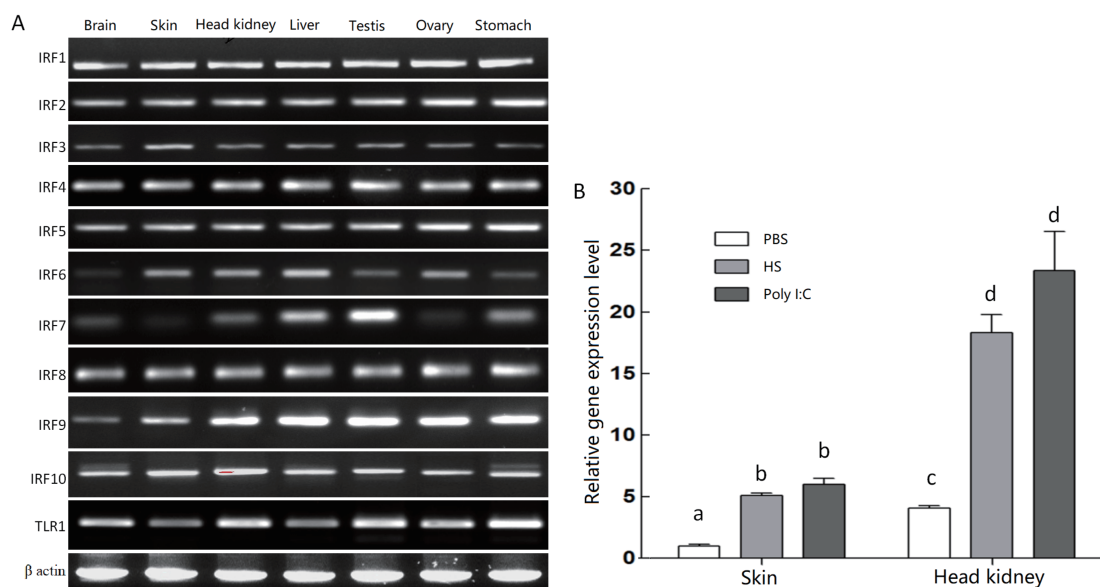 A
Brain Skin Head kidney Liver Testis Ovary Stomach
IRF1
IRF2
IRF3
IRF4
IRF5
IRF6
IRF7
IRF8
IRF9
IRF10
TLR1
β actin
B
Relative gene expression level
30
25
20
15
10
5
0
PBS
HS
Poly I:C
a
b
b
c
d
d
Skin Head kidney